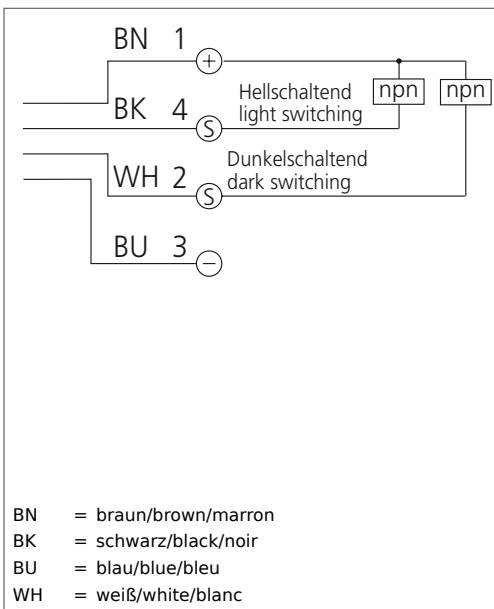 BN 1 +
npn npn
BK 4 S
Hellschaltend
light switching
WH 2 S
Dunkelschaltend
dark switching
BU 3 −
BN = braun/brown/marron
BK = schwarz/black/noir
BU = blau/blue/bleu
WH = weiß/white/blanc